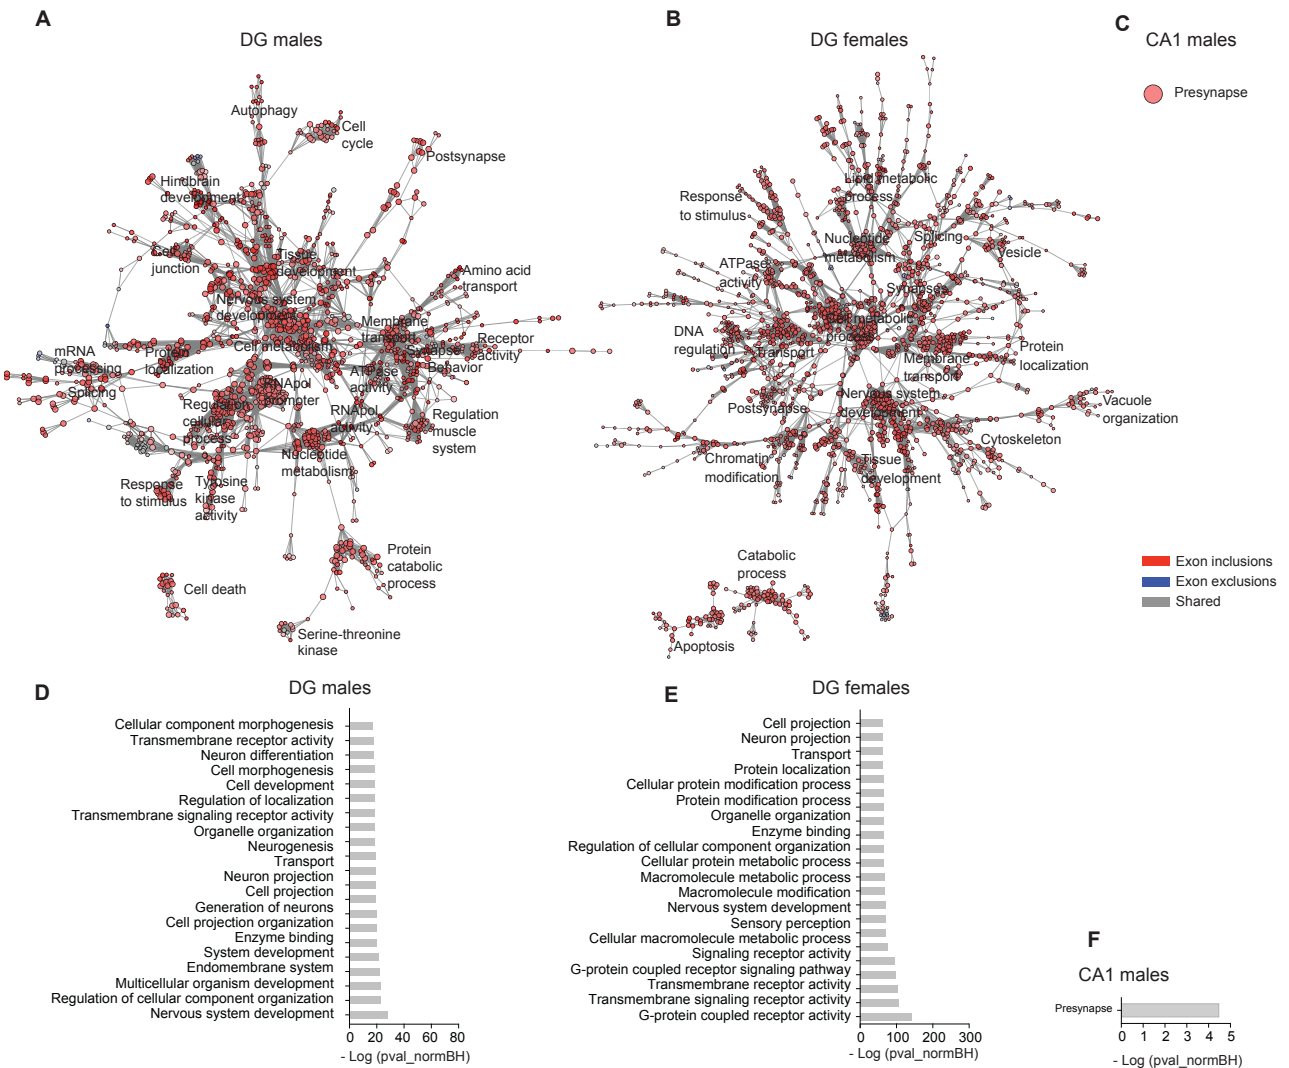 A
DG males
Autophagy
Cell
cycle
Postsynapse
Hindbrain
development
Cell
junction
Tissue
development
Amino acid
transport
Nervous system
development
Membrane
transport
Receptor
activity
Cell metabolism
Synapse
Behavior
mRNA
processing
Protein
localization
ATPase
activity
Splicing
RNApol
promoter
Regulation
cellular
process
RNApol
activity
Regulation
muscle
system
Nucleotide
metabolism
Response
to stimulus
Tyrosine
kinase
activity
Protein
catabolic
process
Cell death
Serine-threonine
kinase
B
DG females
Lipid metabolic
process
Response
to stimulus
Nucleotide
metabolism
Splicing
Vesicle
ATPase
activity
Synapses
Cell metabolic
process
DNA
regulation
Transport
Membrane
transport
Protein
localization
Postsynapse
Nervous system
development
Vacuole
organization
Cytoskeleton
Chromatin
modification
Tissue
development
Catabolic
process
Apoptosis
C
CA1 males
Presynapse
Exon inclusions
Exon exclusions
Shared
D
DG males
Cellular component morphogenesis
Transmembrane receptor activity
Neuron differentiation
Cell morphogenesis
Cell development
Regulation of localization
Transmembrane signaling receptor activity
Organelle organization
Neurogenesis
Transport
Neuron projection
Cell projection
Generation of neurons
Cell projection organization
Enzyme binding
System development
Endomembrane system
Multicellular organism development
Regulation of cellular component organization
Nervous system development
0 20 40 60 80
- Log (pval_normBH)
E
DG females
Cell projection
Neuron projection
Transport
Protein localization
Cellular protein modification process
Protein modification process
Organelle organization
Enzyme binding
Regulation of cellular component organization
Cellular protein metabolic process
Macromolecule metabolic process
Macromolecule modification
Nervous system development
Sensory perception
Cellular macromolecule metabolic process
Signaling receptor activity
G-protein coupled receptor signaling pathway
Transmembrane receptor activity
Transmembrane signaling receptor activity
G-protein coupled receptor activity
0 100 200 300
- Log (pval_normBH)
F
CA1 males
Presynapse
0 1 2 3 4 5
- Log (pval_normBH)